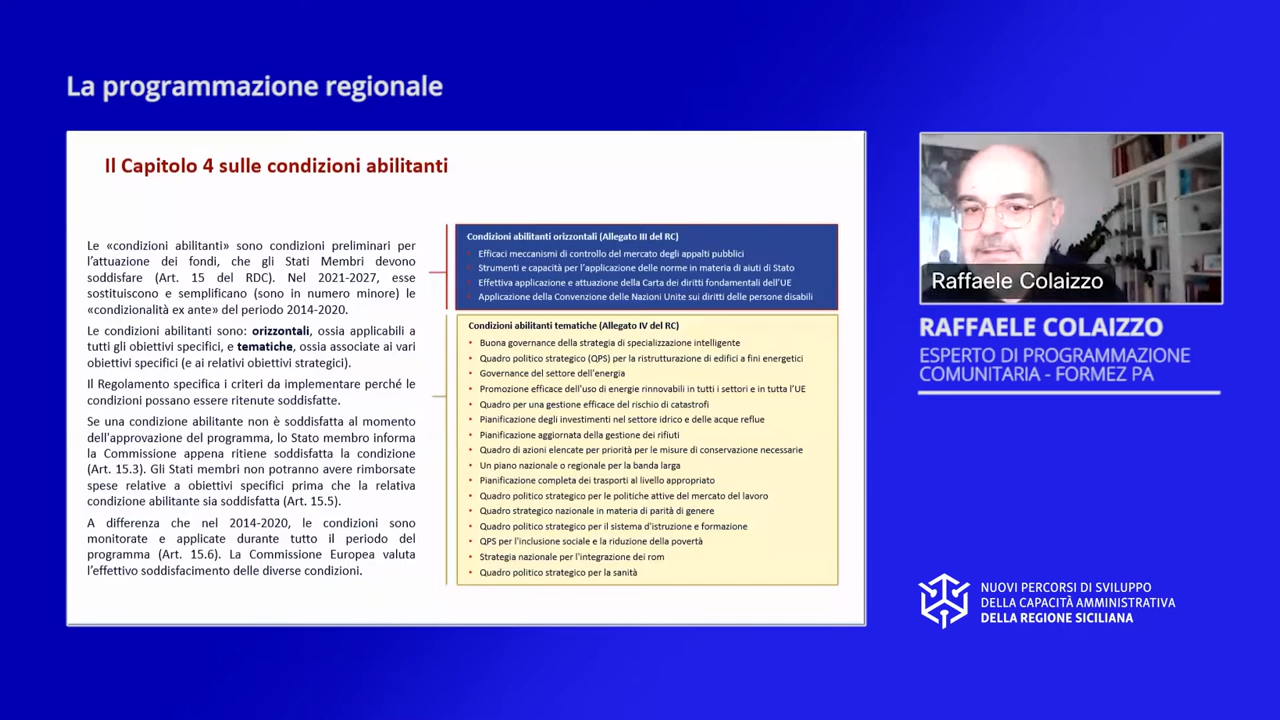 La programmazione regionale
Il Capitolo 4 sulle condizioni abilitanti
Le «condizioni abilitanti» sono condizioni preliminari per
l'attuazione dei fondi, che gli Stati Membri devono
soddisfare (Art. 15 del RDC). Nel 2021-2027, esse
sostituiscono e semplificano (sono in numero minore) le
«condizionalità ex ante» del periodo 2014-2020.
Le condizioni abilitanti sono: orizzontali, ossia applicabili a
tutti gli obiettivi specifici, e tematiche, ossia associate ai vari
obiettivi specifici (e ai relativi obiettivi strategici).
Il Regolamento specifica i criteri da implementare perché le
condizioni possano essere ritenute soddisfatte.
Se una condizione abilitante non è soddisfatta al momento
dell'approvazione del programma, lo Stato membro informa
la Commissione appena ritiene soddisfatta la condizione
(Art. 15.3). Gli Stati membri non potranno avere rimborsate
spese relative a obiettivi specifici prima che la relativa
condizione abilitante sia soddisfatta (Art. 15.5).
A differenza che nel 2014-2020, le condizioni sono
monitorate e applicate durante tutto il periodo del
programma (Art. 15.6). La Commissione Europea valuta
l'effettivo soddisfacimento delle diverse condizioni.
Condizioni abilitanti orizzontali (Allegato III del RC)
Efficaci meccanismi di controllo del mercato degli appalti pubblici
Strumenti e capacità per l'applicazione delle norme in materia di aiuti di Stato
Effettiva applicazione e attuazione della Carta dei diritti fondamentali dell'UE
Applicazione della Convenzione delle Nazioni Unite sui diritti delle persone disabili
Condizioni abilitanti tematiche (Allegato IV del RC)
• Buona governance della strategia di specializzazione intelligente
• Quadro politico strategico (QPS) per la ristrutturazione di edifici a fini energetici
• Governance del settore dell'energia
• Promozione efficace dell'uso di energie rinnovabili in tutti i settori e in tutta l'UE
• Quadro per una gestione efficace del rischio di catastrofi
• Pianificazione degli investimenti nel settore idrico e delle acque reflue
• Pianificazione aggiornata della gestione dei rifiuti
• Quadro di azioni elencate per priorità per le misure di conservazione necessarie
• Un piano nazionale o regionale per la banda larga
• Pianificazione completa dei trasporti al livello appropriato
• Quadro politico strategico per le politiche attive del mercato del lavoro
• Quadro strategico nazionale in materia di parità di genere
• Quadro politico strategico per il sistema d'istruzione e formazione
• QPS per l'inclusione sociale e la riduzione della povertà
• Strategia nazionale per l'integrazione dei rom
• Quadro politico strategico per la sanità
Raffaele Colaizzo
RAFFAELE COLAIZZO
ESPERTO DI PROGRAMMAZIONE
COMUNITARIA - FORMEZ PA
NUOVI PERCORSI DI SVILUPPO
DELLA CAPACITÀ AMMINISTRATIVA
DELLA REGIONE SICILIANA